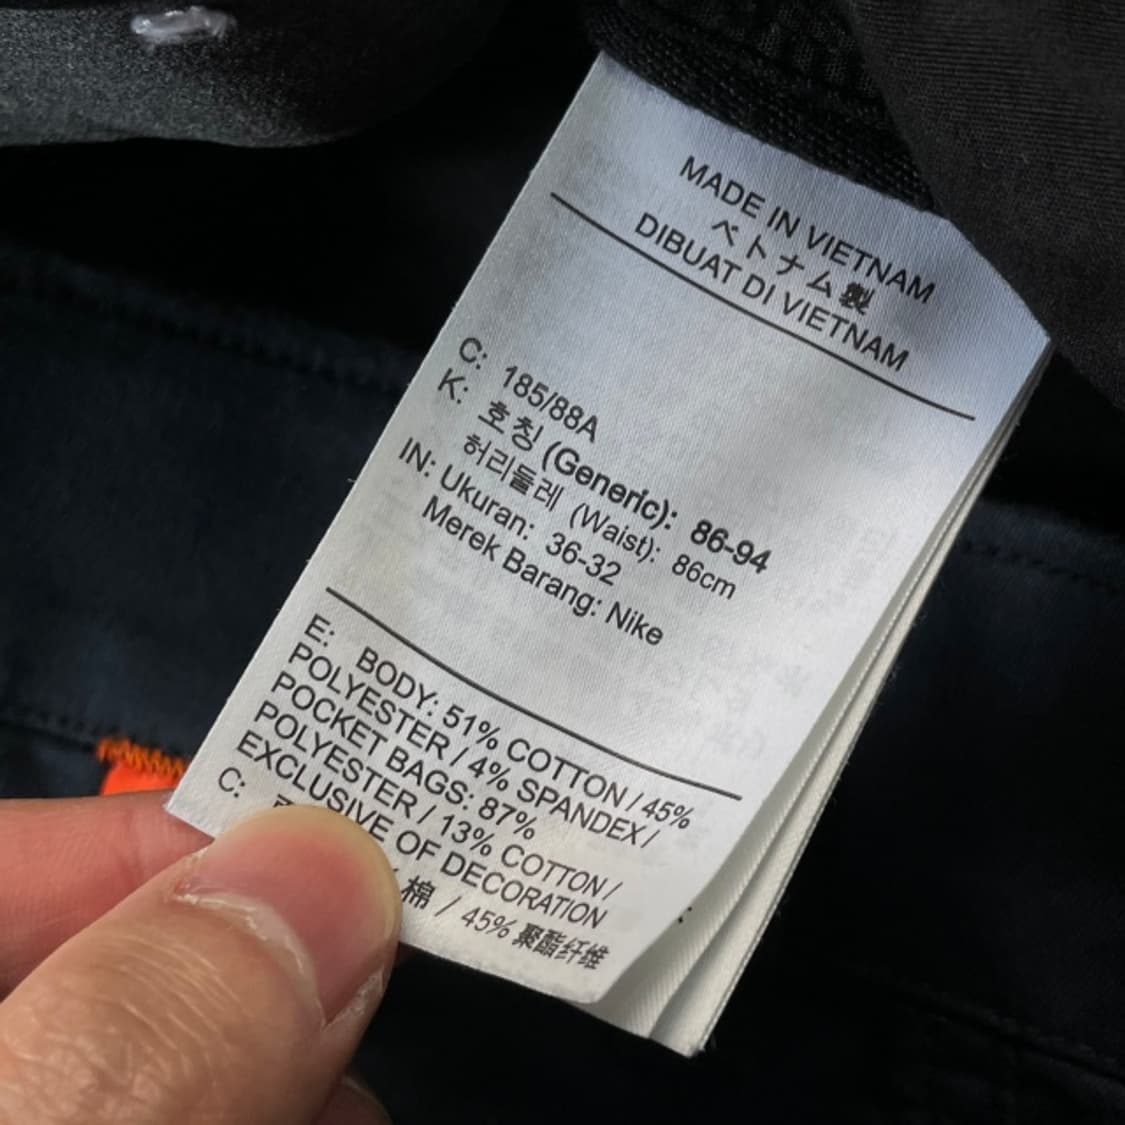 MADE IN VIETNAM
ベトナム製
DIBUAT DI VIETNAM
C: 185/88A
K: 호칭 (Generic): 86-94
허리둘레 (Waist): 86cm
IN: Ukuran: 36-32
Merek Barang: Nike
E: BODY: 51% COTTON / 45%
POLYESTER / 4% SPANDEX /
POCKET BAGS: 87%
POLYESTER / 13% COTTON /
EXCLUSIVE OF DECORATION
C:
棉 / 45% 聚酯纤维